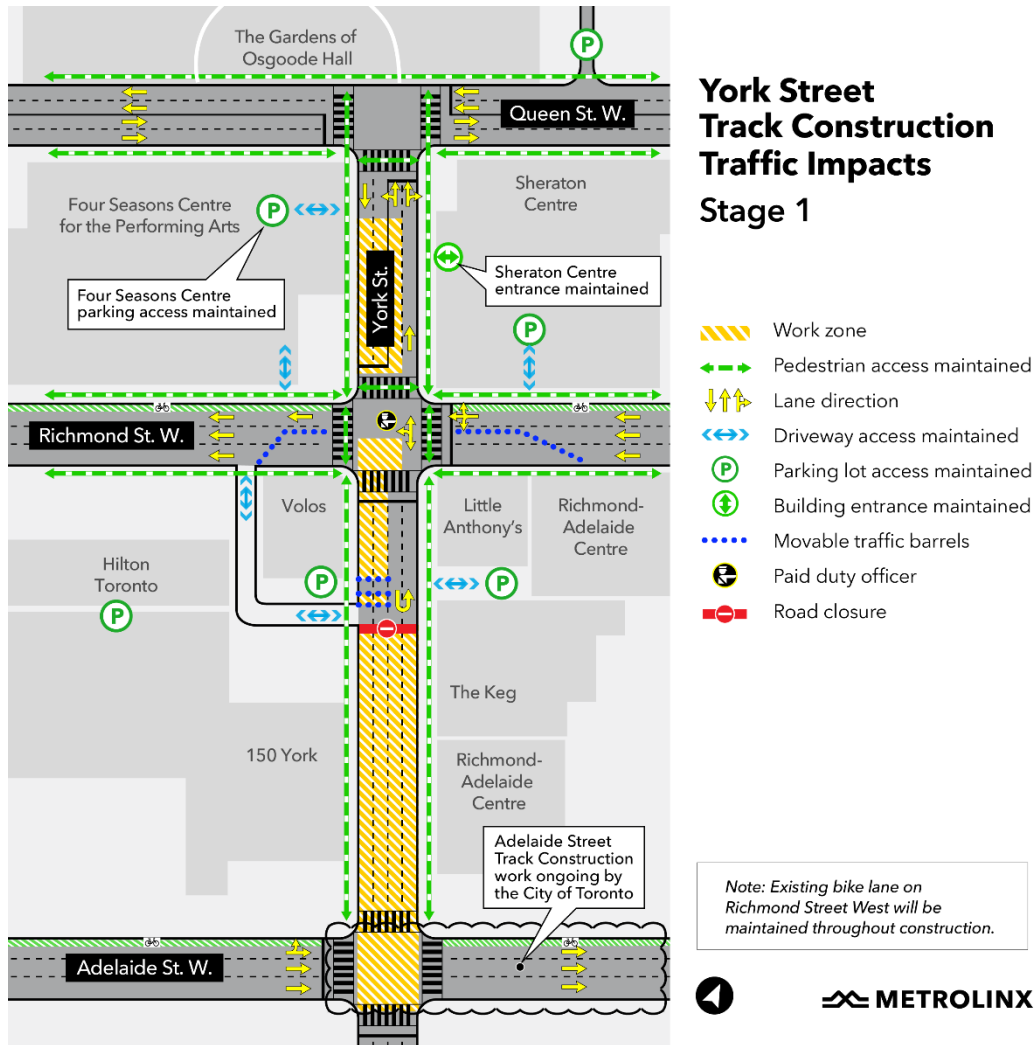 The Gardens of
Osgoode Hall
P
Queen St. W.
York Street
Track Construction
Traffic Impacts
Stage 1
Four Seasons Centre
for the Performing Arts
P
Sheraton
Centre
Four Seasons Centre
parking access maintained
York St.
Sheraton Centre
entrance maintained
P
Work zone
Pedestrian access maintained
Lane direction
Driveway access maintained
P
Parking lot access maintained
Building entrance maintained
Movable traffic barrels
Paid duty officer
Road closure
Richmond St. W.
Volos
Little
Anthony's
Richmond-
Adelaide
Centre
Hilton
Toronto
P
P
P
The Keg
150 York
Richmond-
Adelaide
Centre
Adelaide Street
Track Construction
work ongoing by
the City of Toronto
Adelaide St. W.
Note: Existing bike lane on
Richmond Street West will be
maintained throughout construction.
METROLINX